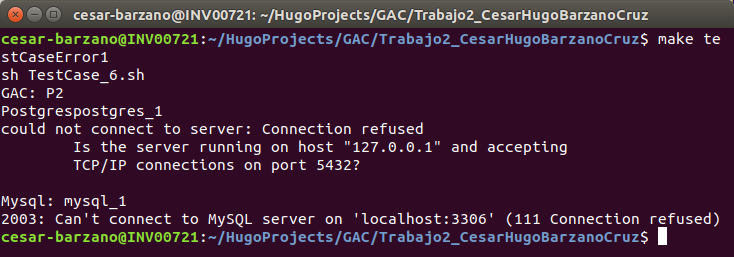 cesar-barzano@INV00721: ~/HugoProjects/GAC/Trabajo2_CesarHugoBarzanoCruz
cesar-barzano@INV00721:~/HugoProjects/GAC/Trabajo2_CesarHugoBarzanoCruz$ make te
stCaseError1
sh TestCase_6.sh
GAC: P2
Postgrespostgres_1
could not connect to server: Connection refused
        Is the server running on host "127.0.0.1" and accepting
        TCP/IP connections on port 5432?

Mysql: mysql_1
2003: Can't connect to MySQL server on 'localhost:3306' (111 Connection refused)
cesar-barzano@INV00721:~/HugoProjects/GAC/Trabajo2_CesarHugoBarzanoCruz$